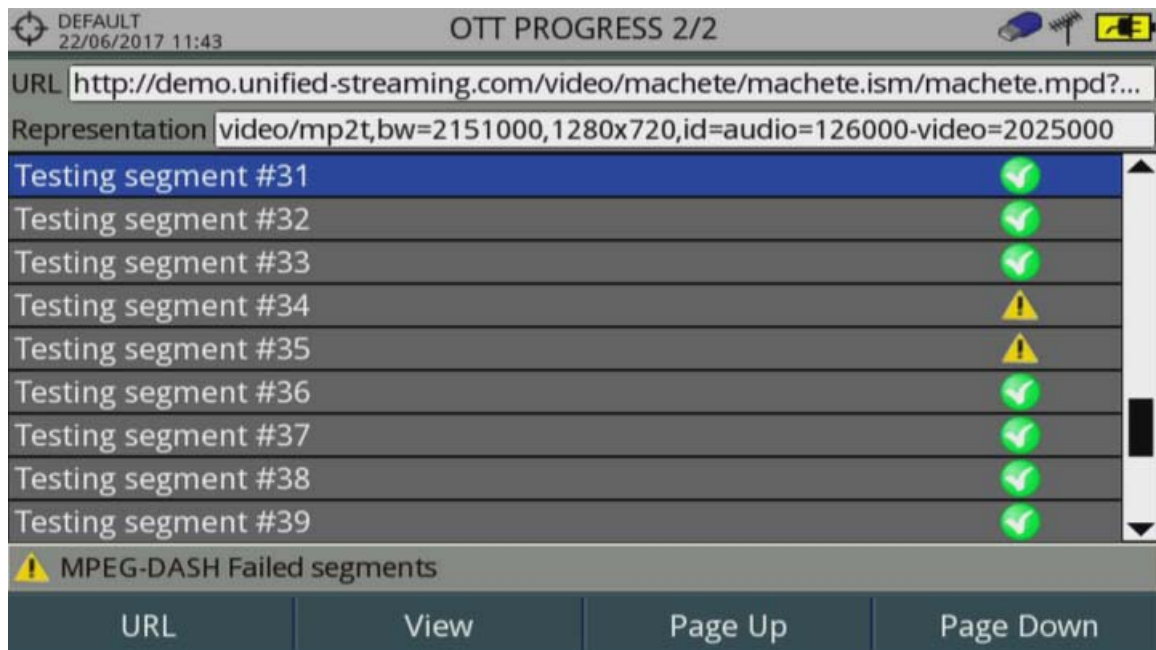 DEFAULT
22/06/2017 11:43
OTT PROGRESS 2/2
URL http://demo.unified-streaming.com/video/machete/machete.ism/machete.mpd?...
Representation video/mp2t,bw=2151000,1280x720,id=audio=126000-video=2025000
Testing segment #31
Testing segment #32
Testing segment #33
Testing segment #34
Testing segment #35
Testing segment #36
Testing segment #37
Testing segment #38
Testing segment #39
MPEG-DASH Failed segments
URL View Page Up Page Down